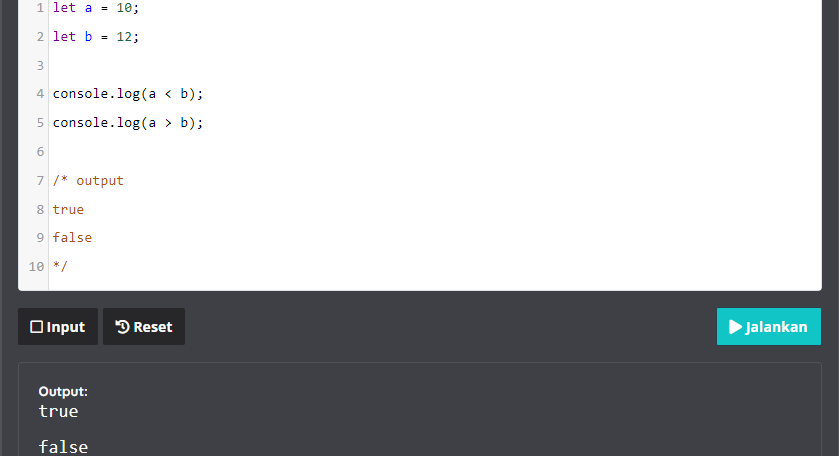 1 let a = 10;
2 let b = 12;
3
4 console.log(a < b);
5 console.log(a > b);
6
7 /* output
8 true
9 false
10 */
Input Reset Jalankan
Output:
true
false